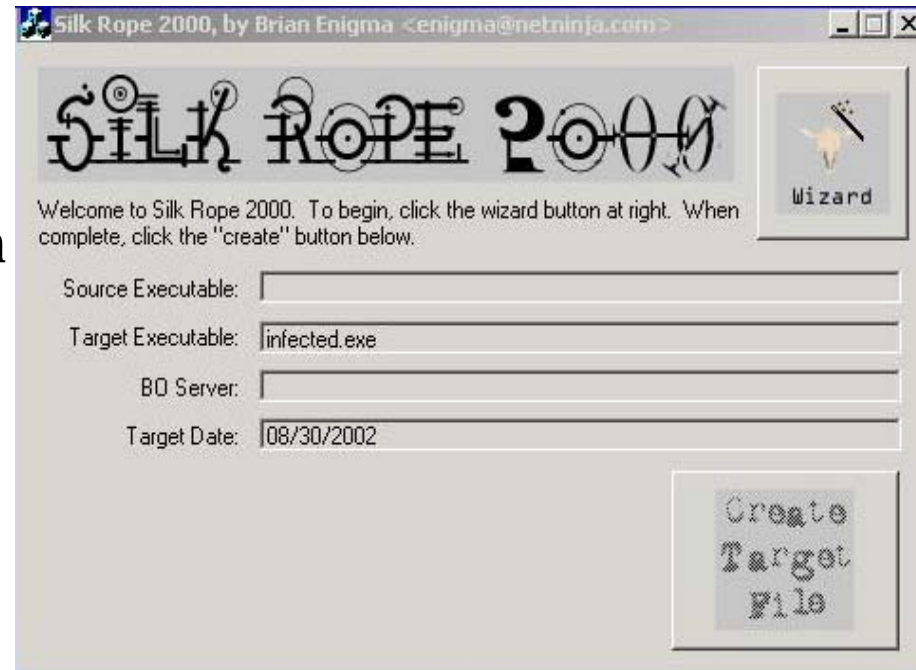 Silk Rope 2000, by Brian Enigma <enigma@netninja.com>
SILK ROPE 2000
Wizard
Welcome to Silk Rope 2000. To begin, click the wizard button at right. When
complete, click the "create" button below.
Source Executable:
Target Executable: infected.exe
BO Server:
Target Date: 08/30/2002
Create
Target
File